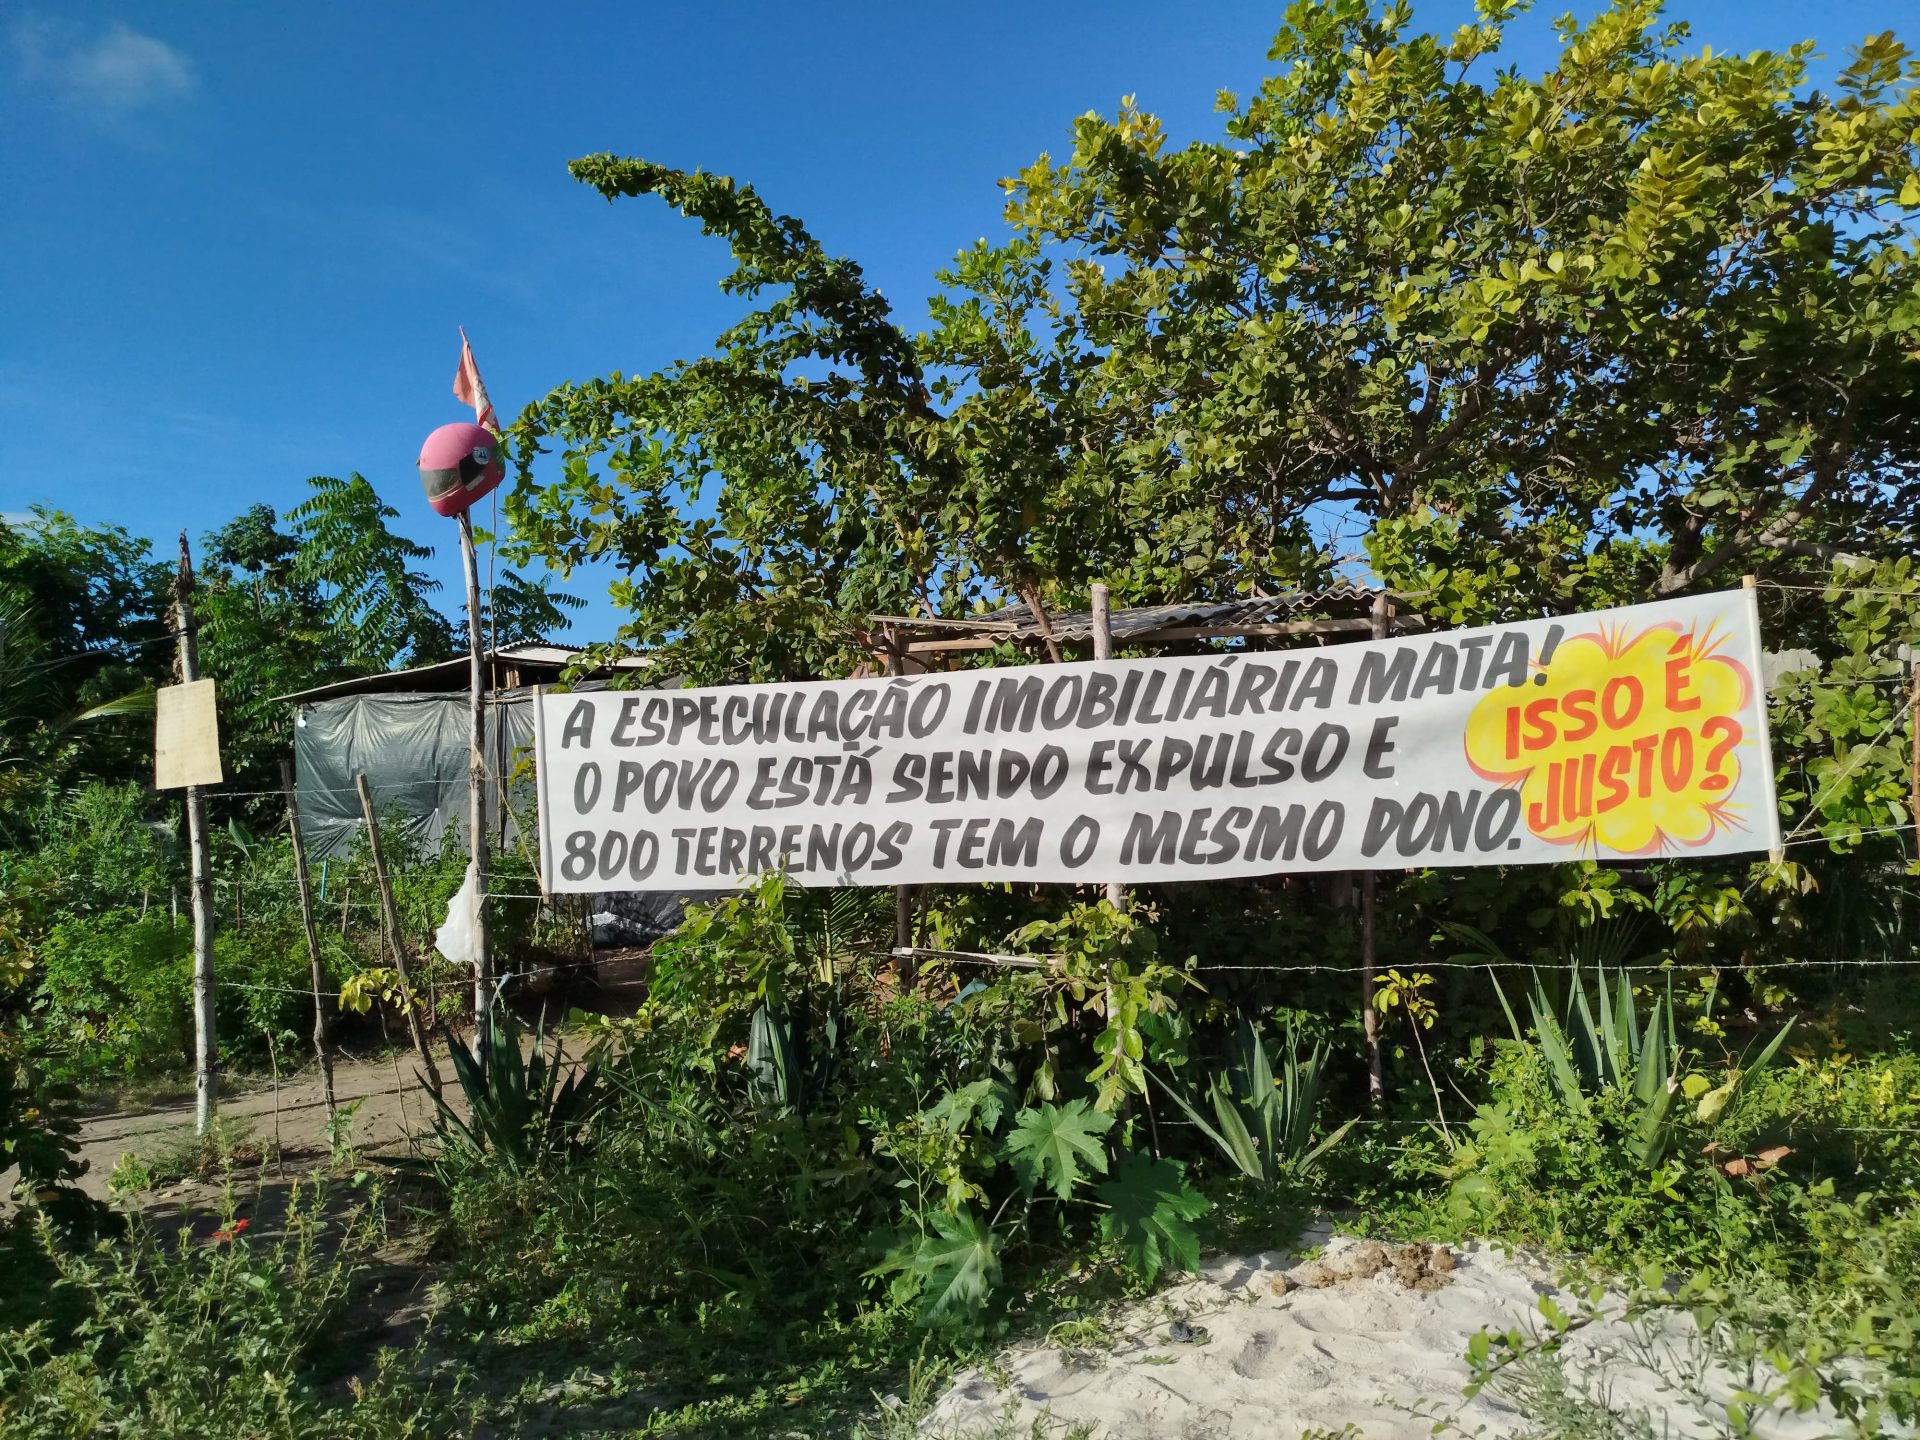 A ESPECULAÇÃO IMOBILIÁRIA MATA!
O POVO ESTÁ SENDO EXPULSO E
800 TERRENOS TEM O MESMO DONO.
ISSO É
JUSTO?